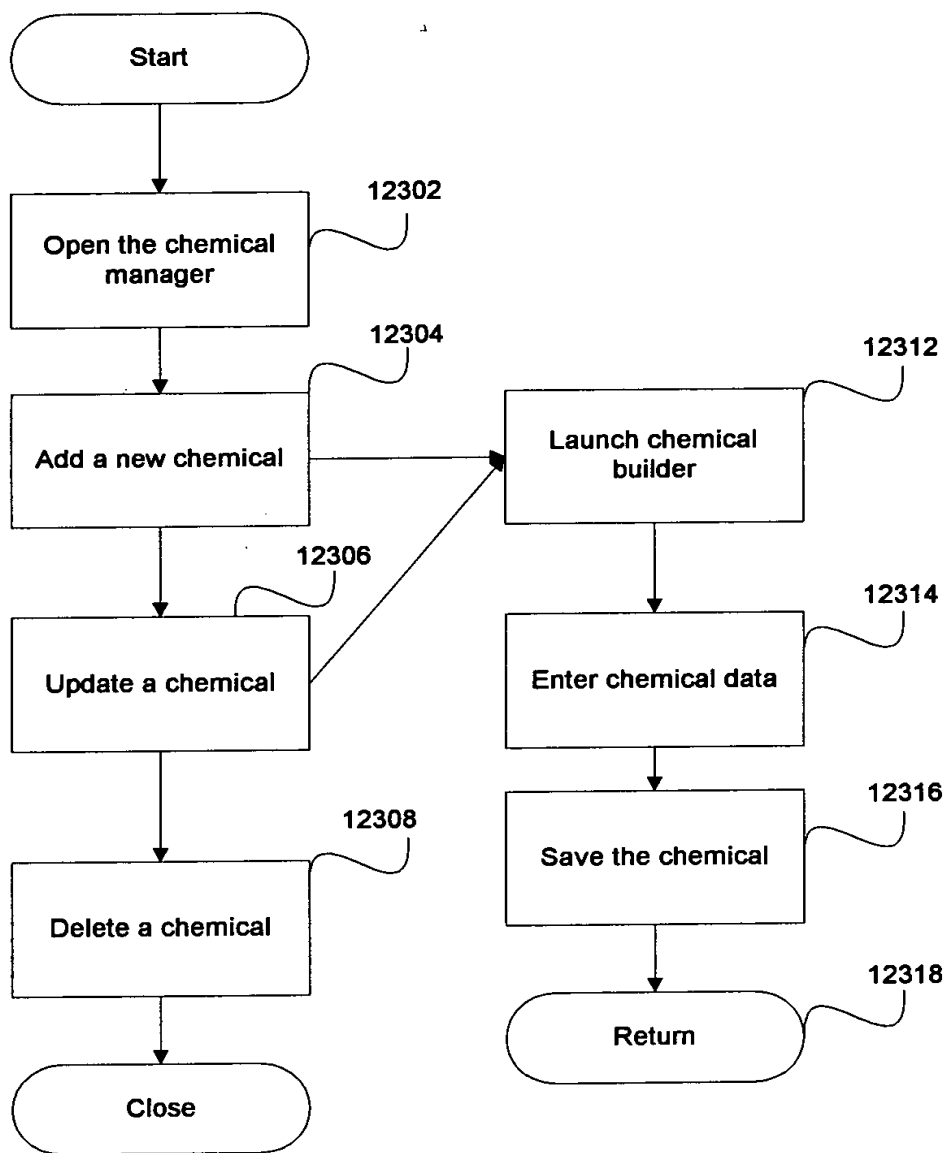 Start
12302
Open the chemical
manager
12304
Add a new chemical
12306
Update a chemical
12308
Delete a chemical
Close
12312
Launch chemical
builder
12314
Enter chemical data
12316
Save the chemical
12318
Return